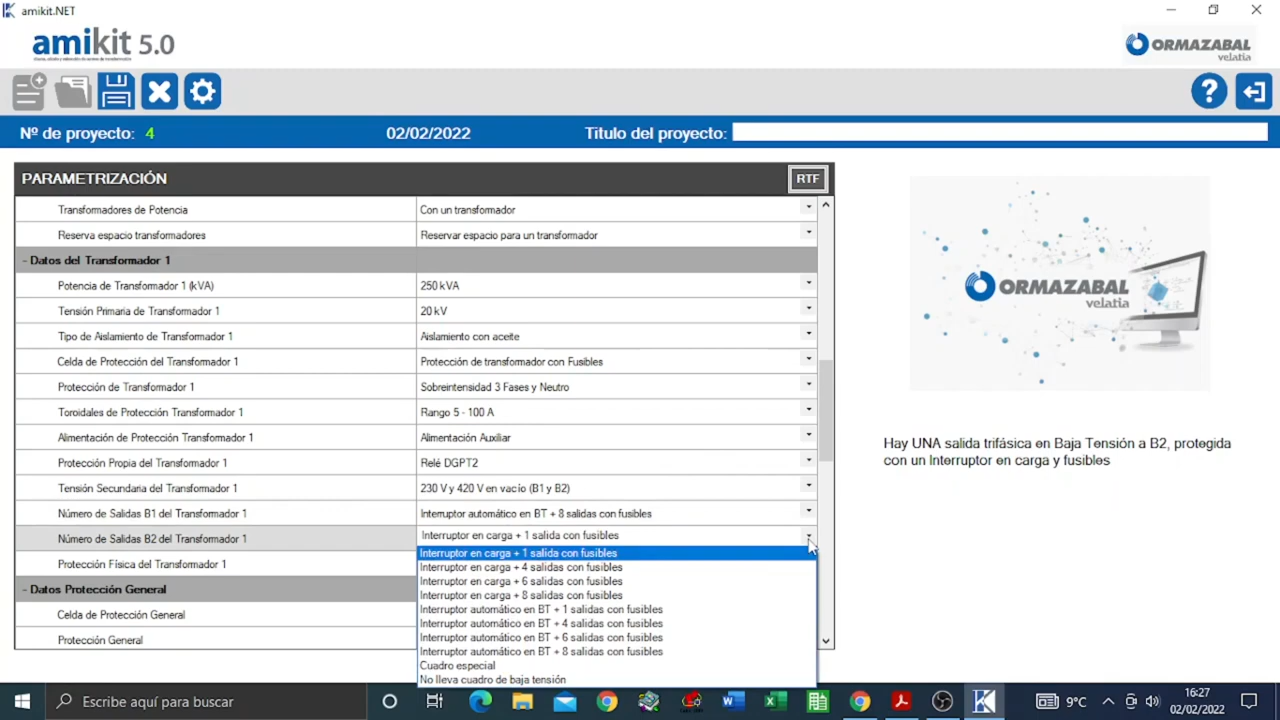 amikit.NET
amikit 5.0
ORMAZABAL
velatia
Nº de proyecto: 4
02/02/2022
Titulo del proyecto:
PARAMETRIZACIÓN
RTF
Transformadores de Potencia
Con un transformador
Reserva espacio transformadores
Reservar espacio para un transformador
- Datos del Transformador 1
Potencia de Transformador 1 (kVA)
250 kVA
Tensión Primaria de Transformador 1
20 kV
Tipo de Aislamiento de Transformador 1
Aislamiento con aceite
Celda de Protección del Transformador 1
Protección de transformador con Fusibles
Protección de Transformador 1
Sobreintensidad 3 Fases y Neutro
Toroidales de Protección Transformador 1
Rango 5 - 100 A
Alimentación de Protección Transformador 1
Alimentación Auxiliar
Protección Propia del Transformador 1
Relé DGPT2
Tensión Secundaria del Transformador 1
230 V y 420 V en vacío (B1 y B2)
Número de Salidas B1 del Transformador 1
Interruptor automático en BT + 8 salidas con fusibles
Número de Salidas B2 del Transformador 1
Interruptor en carga + 1 salida con fusibles
Interruptor en carga + 1 salida con fusibles
Interruptor en carga + 4 salidas con fusibles
Interruptor en carga + 6 salidas con fusibles
Interruptor en carga + 8 salidas con fusibles
Interruptor automático en BT + 1 salidas con fusibles
Interruptor automático en BT + 4 salidas con fusibles
Interruptor automático en BT + 6 salidas con fusibles
Interruptor automático en BT + 8 salidas con fusibles
Cuadro especial
No lleva cuadro de baja tensión
Protección Física del Transformador 1
- Datos Protección General
Celda de Protección General
Protección General
ORMAZABAL
velatia
Hay UNA salida trifásica en Baja Tensión a B2, protegida
con un Interruptor en carga y fusibles
Escribe aquí para buscar
9°C
16:27
02/02/2022